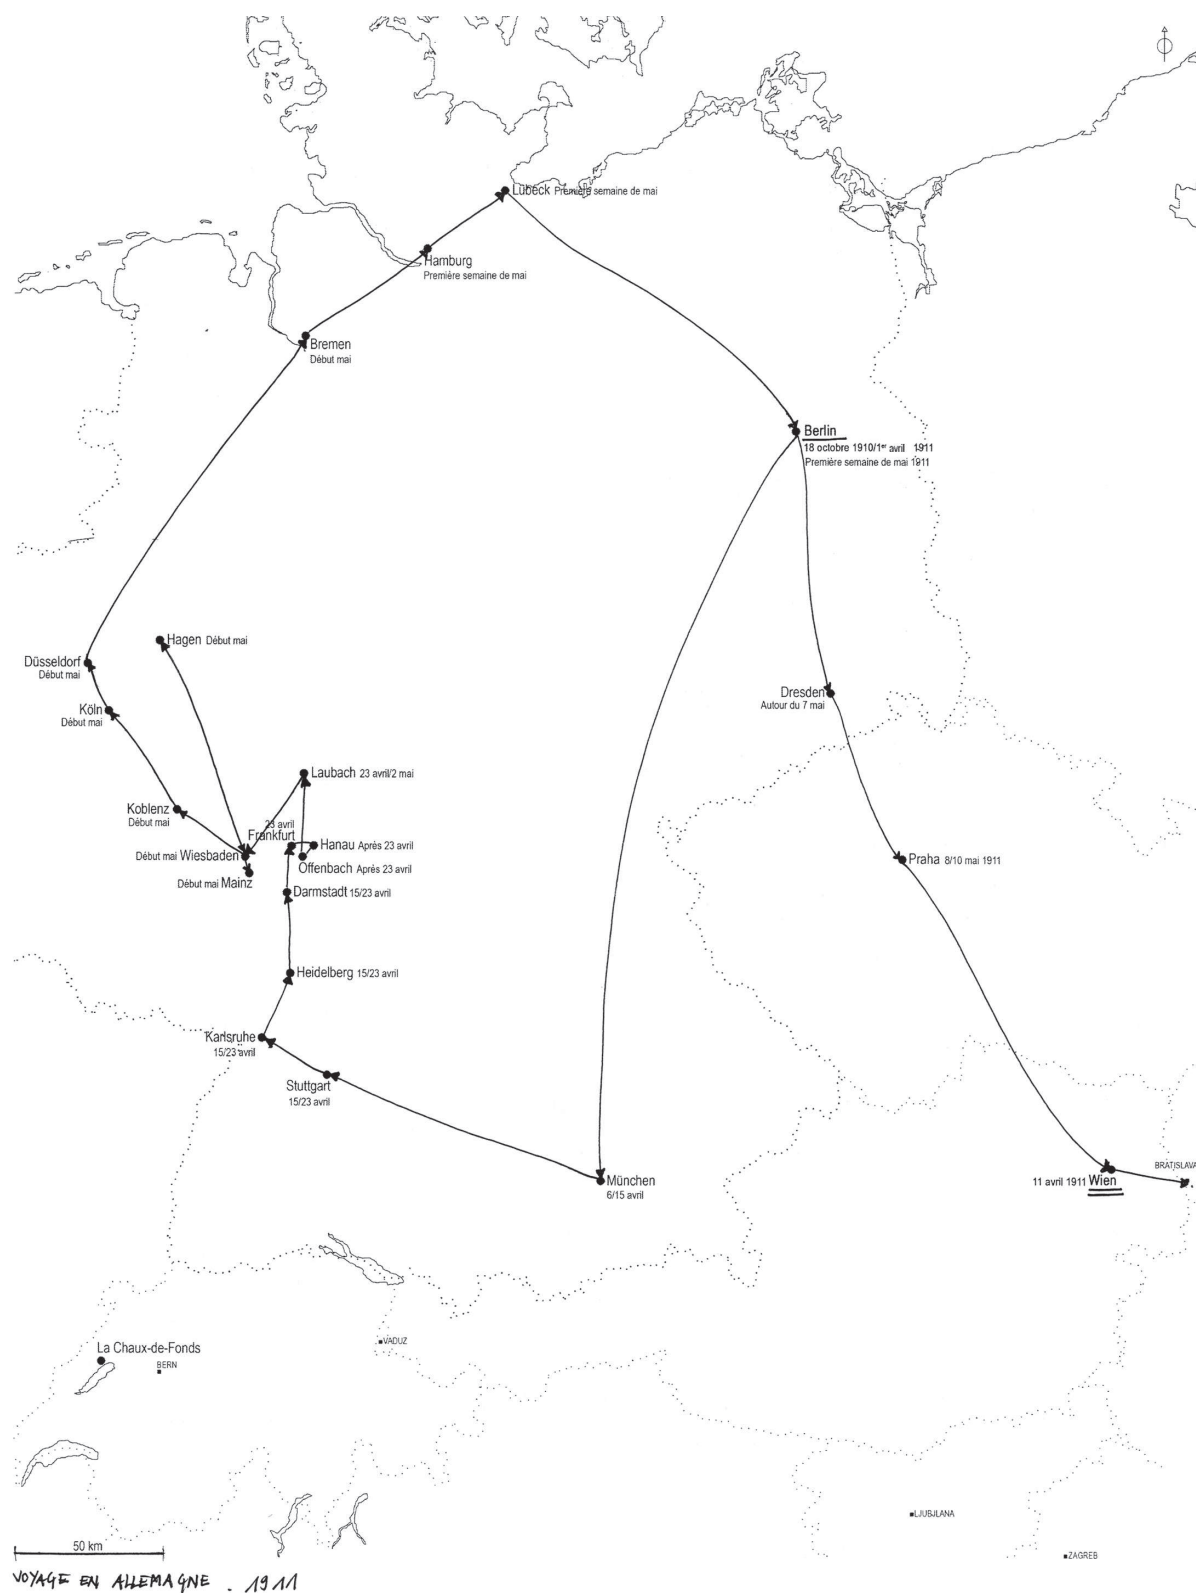 Lübeck Première semaine de mai
Hamburg
Première semaine de mai
Bremen
Début mai
Berlin
18 octobre 1910/1er avril 1911
Première semaine de mai 1911
Hagen Début mai
Düsseldorf
Début mai
Köln
Début mai
Dresden
Autour du 7 mai
Laubach 23 avril/2 mai
Koblenz
Début mai
23 avril
Frankfurt
Hanau Après 23 avril
Début mai Wiesbaden
Offenbach Après 23 avril
Praha 8/10 mai 1911
Début mai Mainz
Darmstadt 15/23 avril
Heidelberg 15/23 avril
Karlsruhe
15/23 avril
Stuttgart
15/23 avril
München
6/15 avril
BRATISLAVA
11 avril 1911 Wien
VADUZ
La Chaux-de-Fonds
BERN
LJUBJLANA
50 km
ZAGREB
VOYAGE EN ALLEMAGNE . 1911